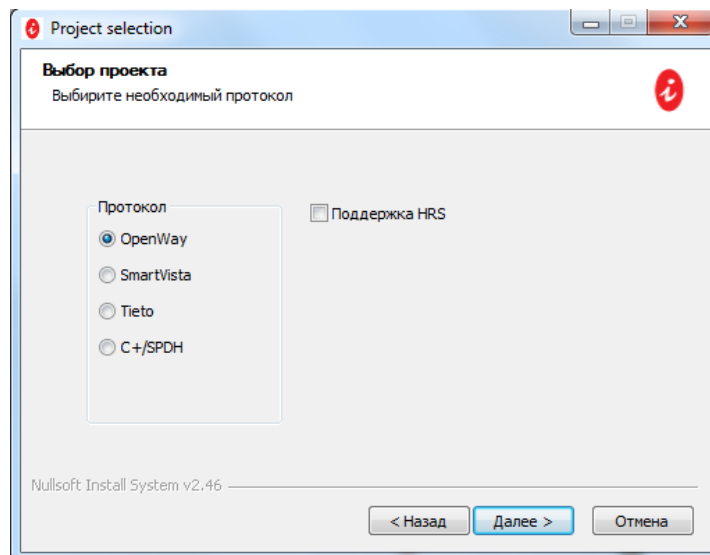 Project selection
Выбор проекта
Выбирите необходимый протокол
Протокол
OpenWay
SmartVista
Tieto
C+/SPDH
Поддержка HRS
Nullsoft Install System v2.46
< Назад
Далее >
Отмена